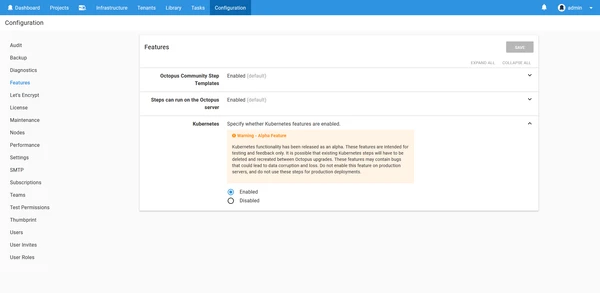 Dashboard Projects Infrastructure Tenants Library Tasks Configuration admin
Configuration
Audit
Backup
Diagnostics
Features
Let's Encrypt
License
Maintenance
Nodes
Performance
Settings
SMTP
Subscriptions
Teams
Test Permissions
Thumbprint
Users
User Invites
User Roles
Features
SAVE
EXPAND ALL COLLAPSE ALL
Octopus Community Step
Templates
Enabled (default)
Steps can run on the Octopus
server
Enabled (default)
Kubernetes
Specify whether Kubernetes features are enabled.
Warning - Alpha Feature
Kubernetes functionality has been released as an alpha. These features are intended for
testing and feedback only. It is possible that existing Kubernetes steps will have to be
deleted and recreated between Octopus upgrades. These features may contain bugs
that could lead to data corruption and loss. Do not enable this feature on production
servers, and do not use these steps for production deployments.
Enabled
Disabled